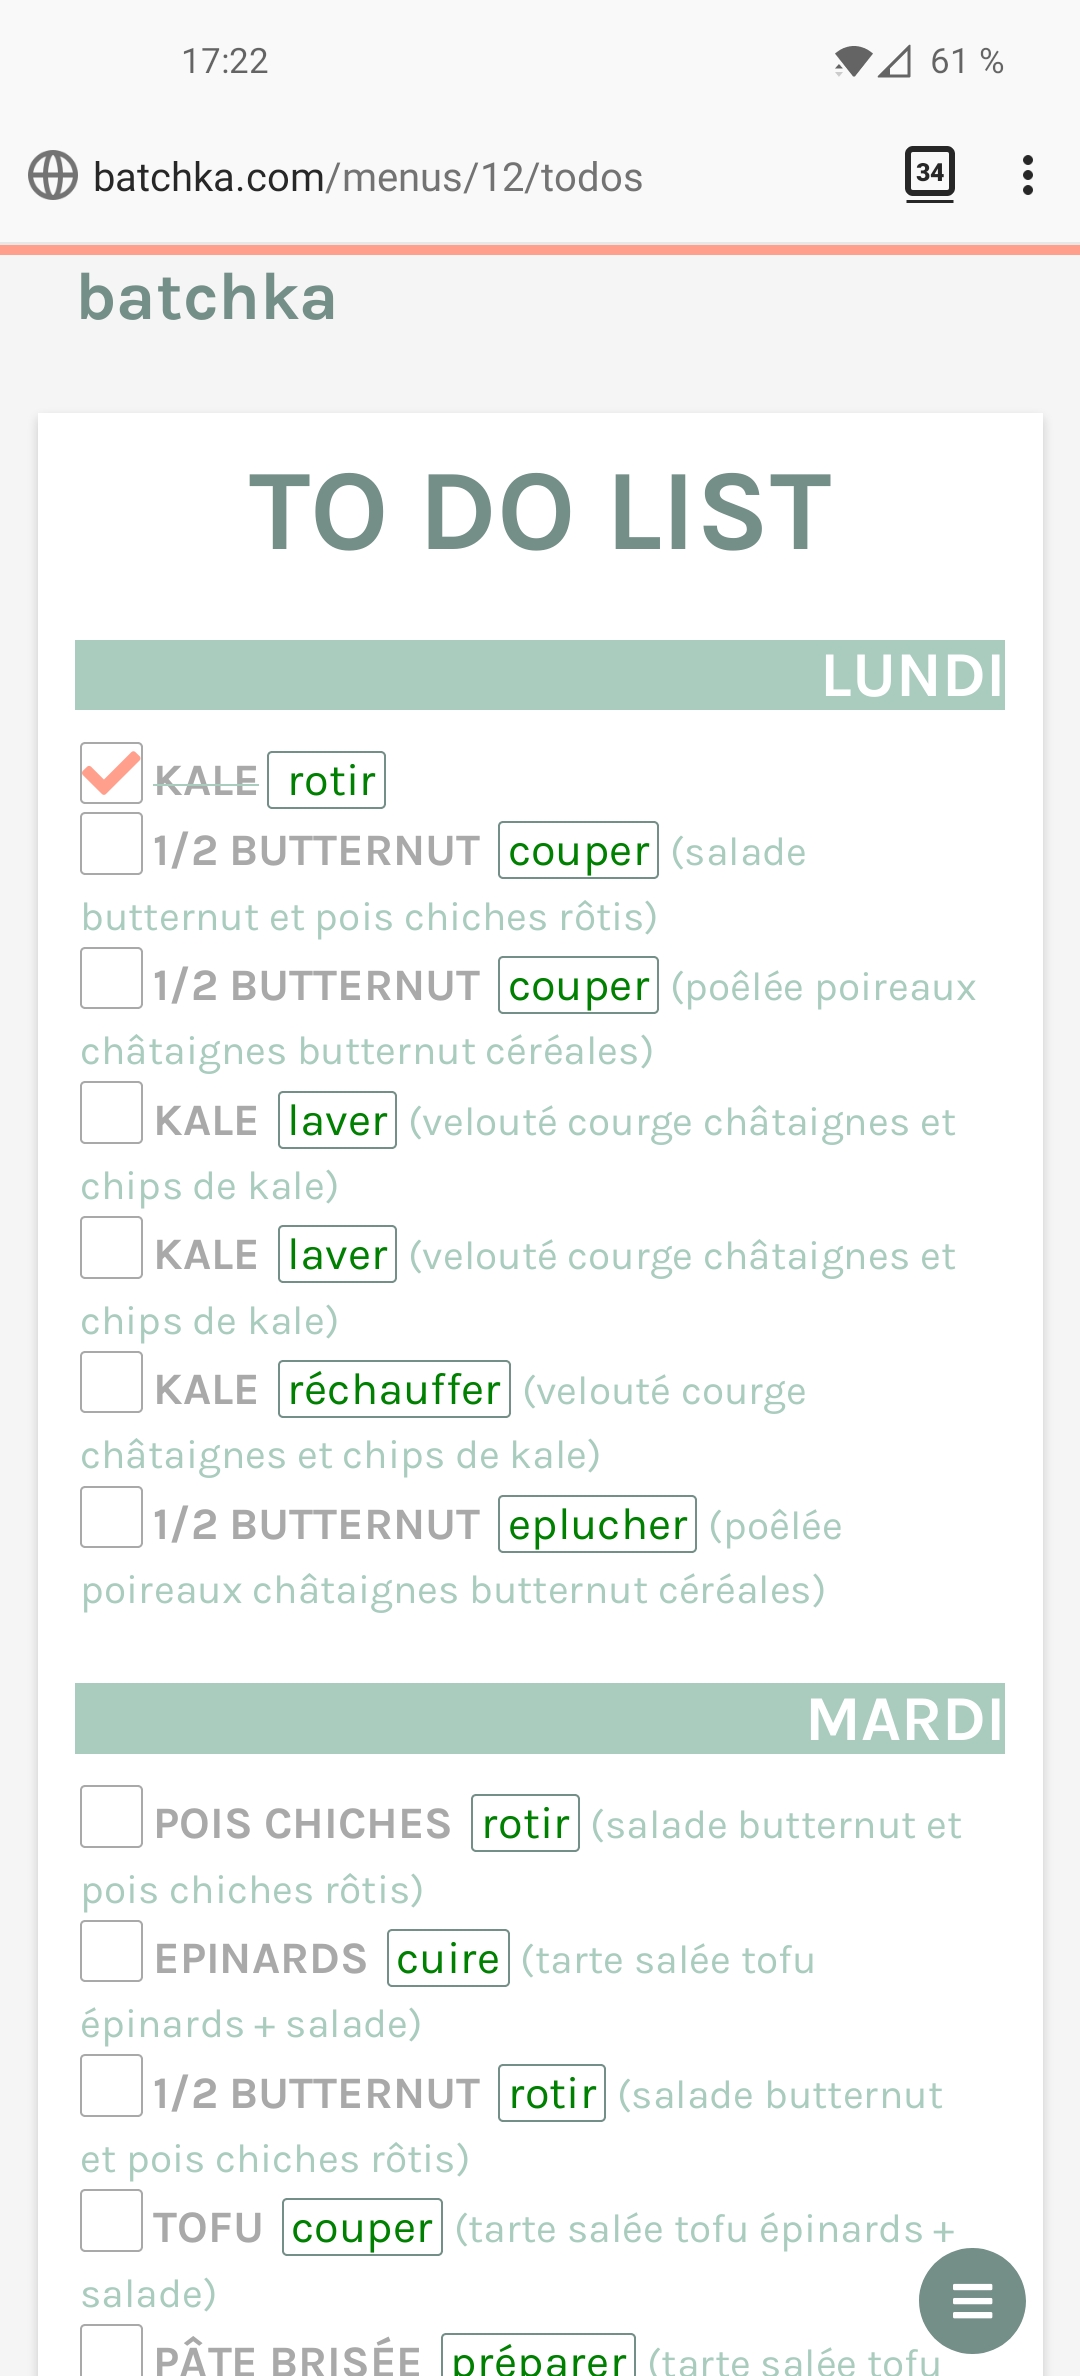 17:22
61 %
batchka.com/menus/12/todos
34
batchka
TO DO LIST
LUNDI
KALE rotir
1/2 BUTTERNUT couper (salade
butternut et pois chiches rôtis)
1/2 BUTTERNUT couper (poêlée poireaux
châtaignes butternut céréales)
KALE laver (velouté courge châtaignes et
chips de kale)
KALE laver (velouté courge châtaignes et
chips de kale)
KALE réchauffer (velouté courge
châtaignes et chips de kale)
1/2 BUTTERNUT eplucher (poêlée
poireaux châtaignes butternut céréales)
MARDI
POIS CHICHES rotir (salade butternut et
pois chiches rôtis)
EPINARDS cuire (tarte salée tofu
épinards + salade)
1/2 BUTTERNUT rotir (salade butternut
et pois chiches rôtis)
TOFU couper (tarte salée tofu épinards +
salade)
PÂTE BRISÉE préparer (tarte salée tofu